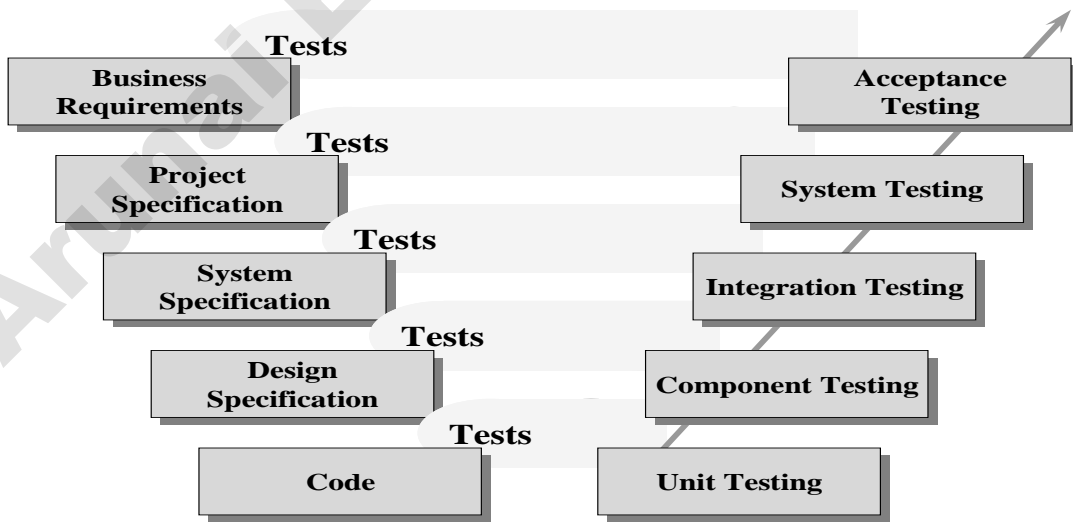 Tests
Business
Requirements
Acceptance
Testing
Tests
Project
Specification
System Testing
Tests
System
Specification
Integration Testing
Tests
Design
Specification
Component Testing
Tests
Code
Unit Testing
Arunai